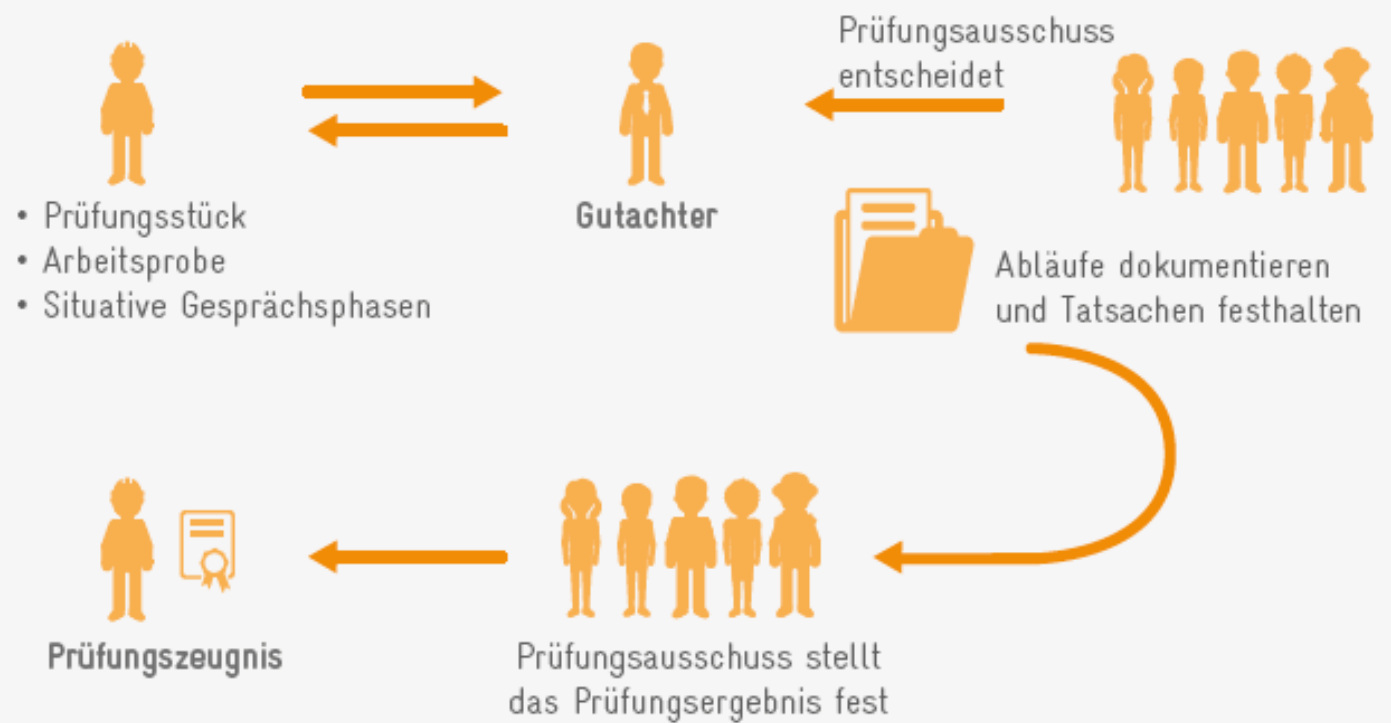 Prüfungsausschuss
entscheidet
• Prüfungsstück
• Arbeitsprobe
• Situative Gesprächsphasen
Gutachter
Abläufe dokumentieren
und Tatsachen festhalten
Prüfungszeugnis
Prüfungsausschuss stellt
das Prüfungsergebnis fest